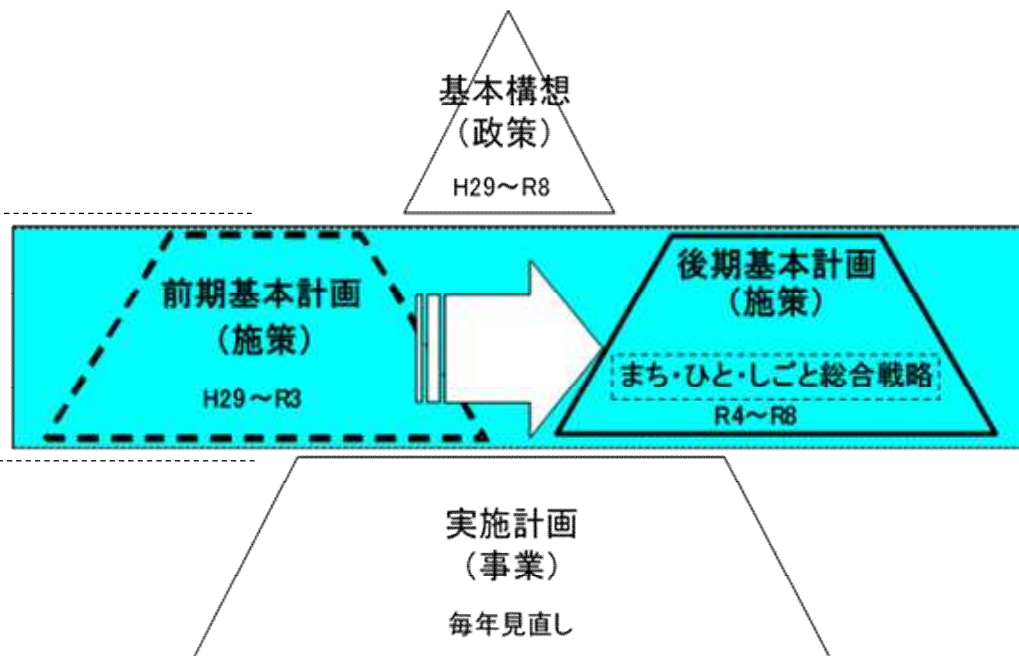 基本構想
(政策)
H29～R8
前期基本計画
(施策)
H29～R3
後期基本計画
(施策)
まち・ひと・しごと総合戦略
R4～R8
実施計画
(事業)
毎年見直し